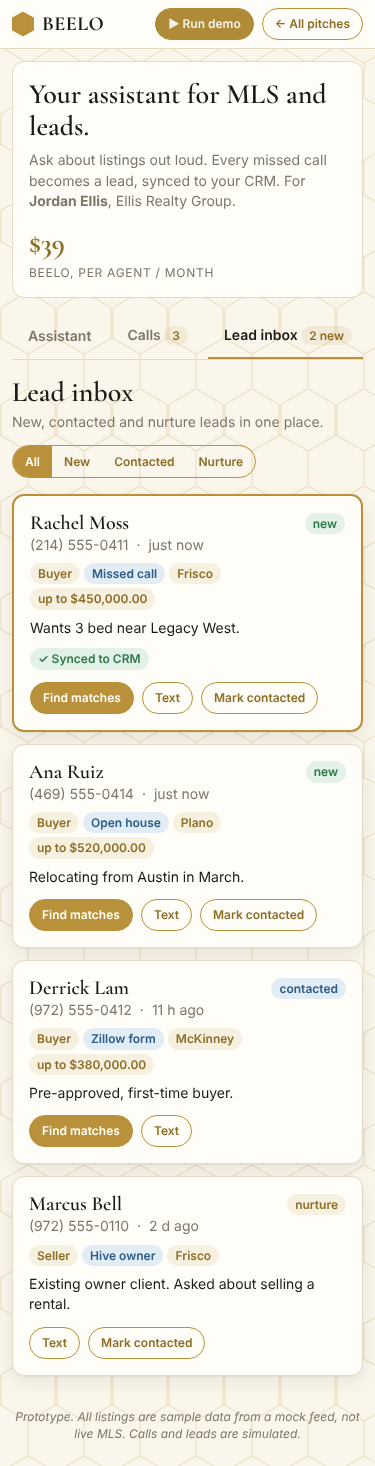 BEELO
▶ Run demo
← All pitches
Your assistant for MLS and
leads.
Ask about listings out loud. Every missed call
becomes a lead, synced to your CRM. For
Jordan Ellis, Ellis Realty Group.
$39
BEELO, PER AGENT / MONTH
Assistant
Calls 3
Lead inbox 2 new
Lead inbox
New, contacted and nurture leads in one place.
All
New
Contacted
Nurture
Rachel Moss
new
(214) 555-0411 · just now
Buyer
Missed call
Frisco
up to $450,000.00
Wants 3 bed near Legacy West.
✓ Synced to CRM
Find matches
Text
Mark contacted
Ana Ruiz
new
(469) 555-0414 · just now
Buyer
Open house
Plano
up to $520,000.00
Relocating from Austin in March.
Find matches
Text
Mark contacted
Derrick Lam
contacted
(972) 555-0412 · 11 h ago
Buyer
Zillow form
McKinney
up to $380,000.00
Pre-approved, first-time buyer.
Find matches
Text
Marcus Bell
nurture
(972) 555-0110 · 2 d ago
Seller
Hive owner
Frisco
Existing owner client. Asked about selling a
rental.
Text
Mark contacted
Prototype. All listings are sample data from a mock feed, not
live MLS. Calls and leads are simulated.